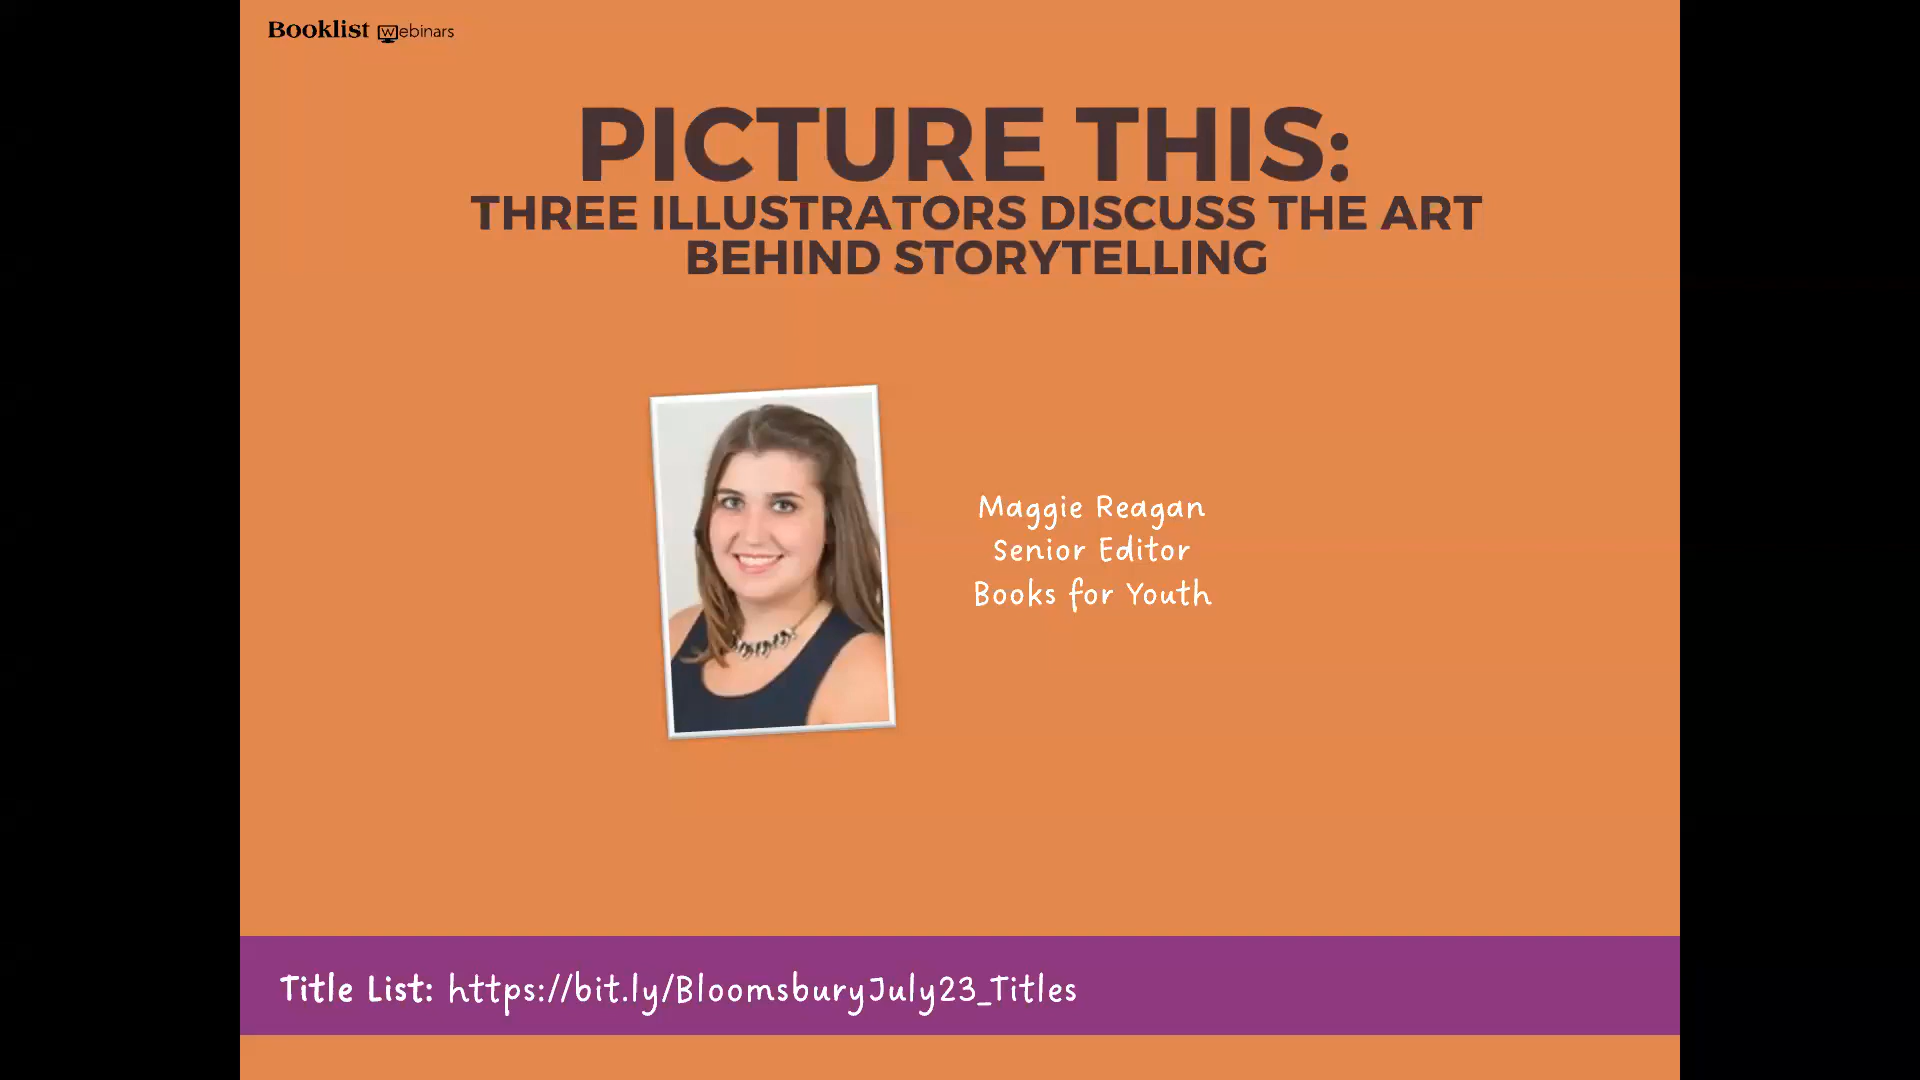 Booklist Webinars
PICTURE THIS:
THREE ILLUSTRATORS DISCUSS THE ART
BEHIND STORYTELLING
Maggie Reagan
Senior Editor
Books for Youth
Title List: https://bit.ly/BloomsburyJuly23_Titles